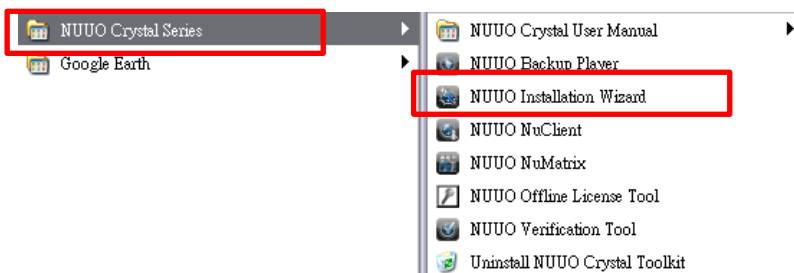 NUUO Crystal Series
Google Earth
NUUO Crystal User Manual
NUUO Backup Player
NUUO Installation Wizard
NUUO NuClient
NUUO NuMatrix
NUUO Offline License Tool
NUUO Verification Tool
Uninstall NUUO Crystal Toolkit